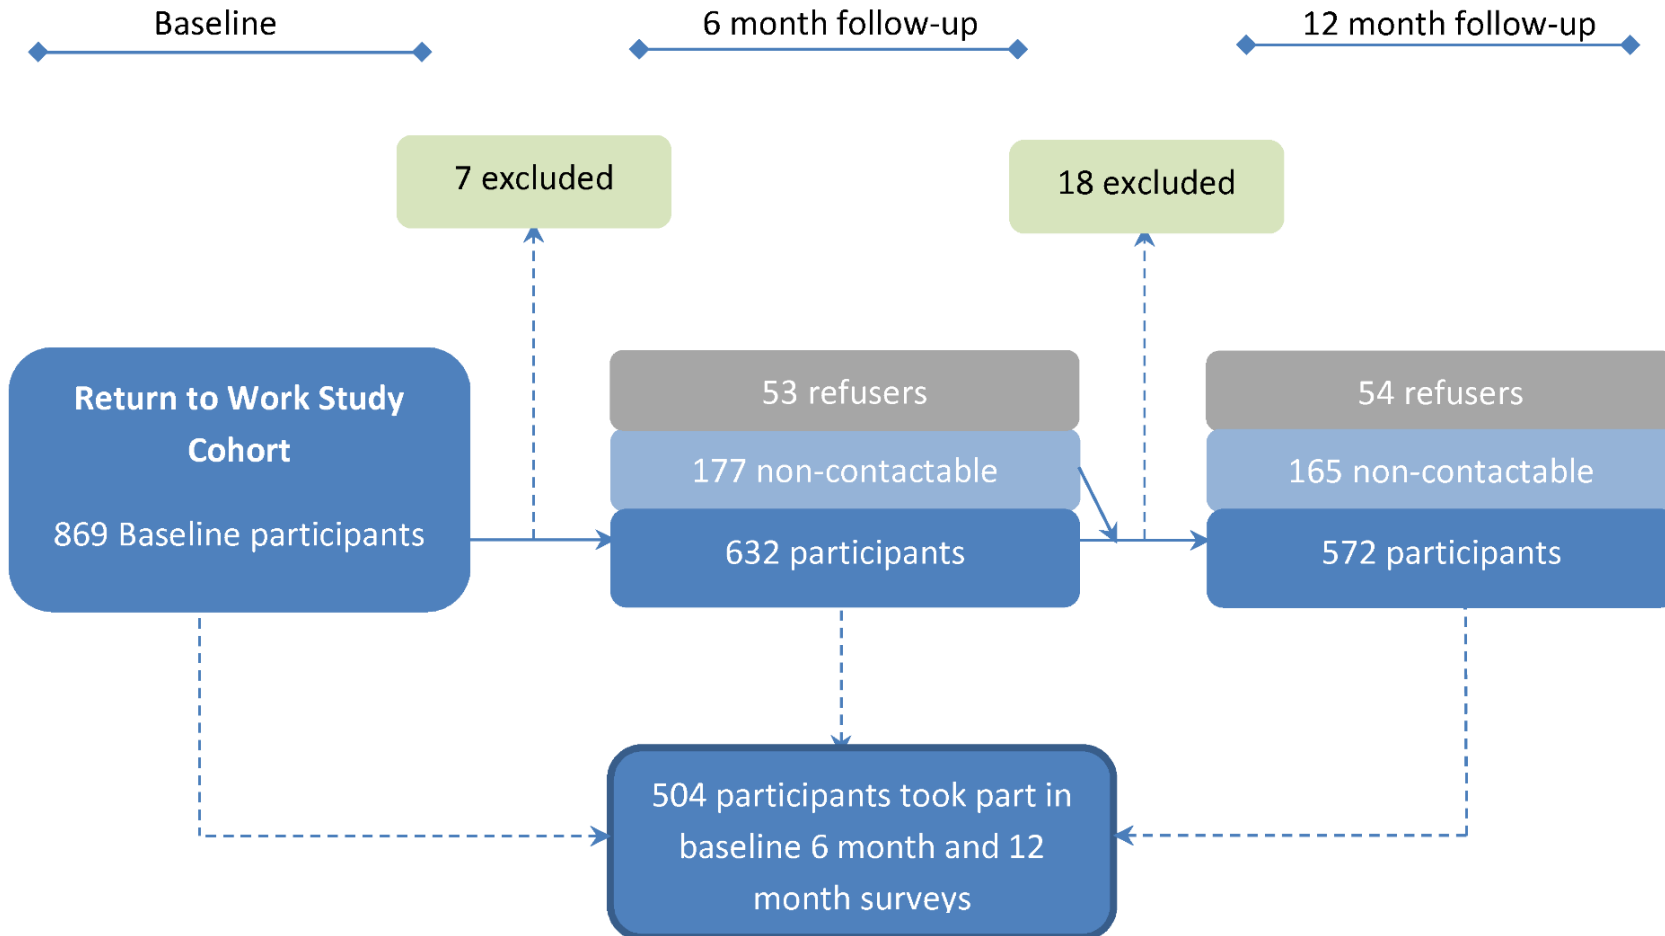 Baseline
6 month follow-up
12 month follow-up
7 excluded
18 excluded
Return to Work Study
Cohort
869 Baseline participants
53 refusers
177 non-contactable
632 participants
54 refusers
165 non-contactable
572 participants
504 participants took part in
baseline 6 month and 12
month surveys